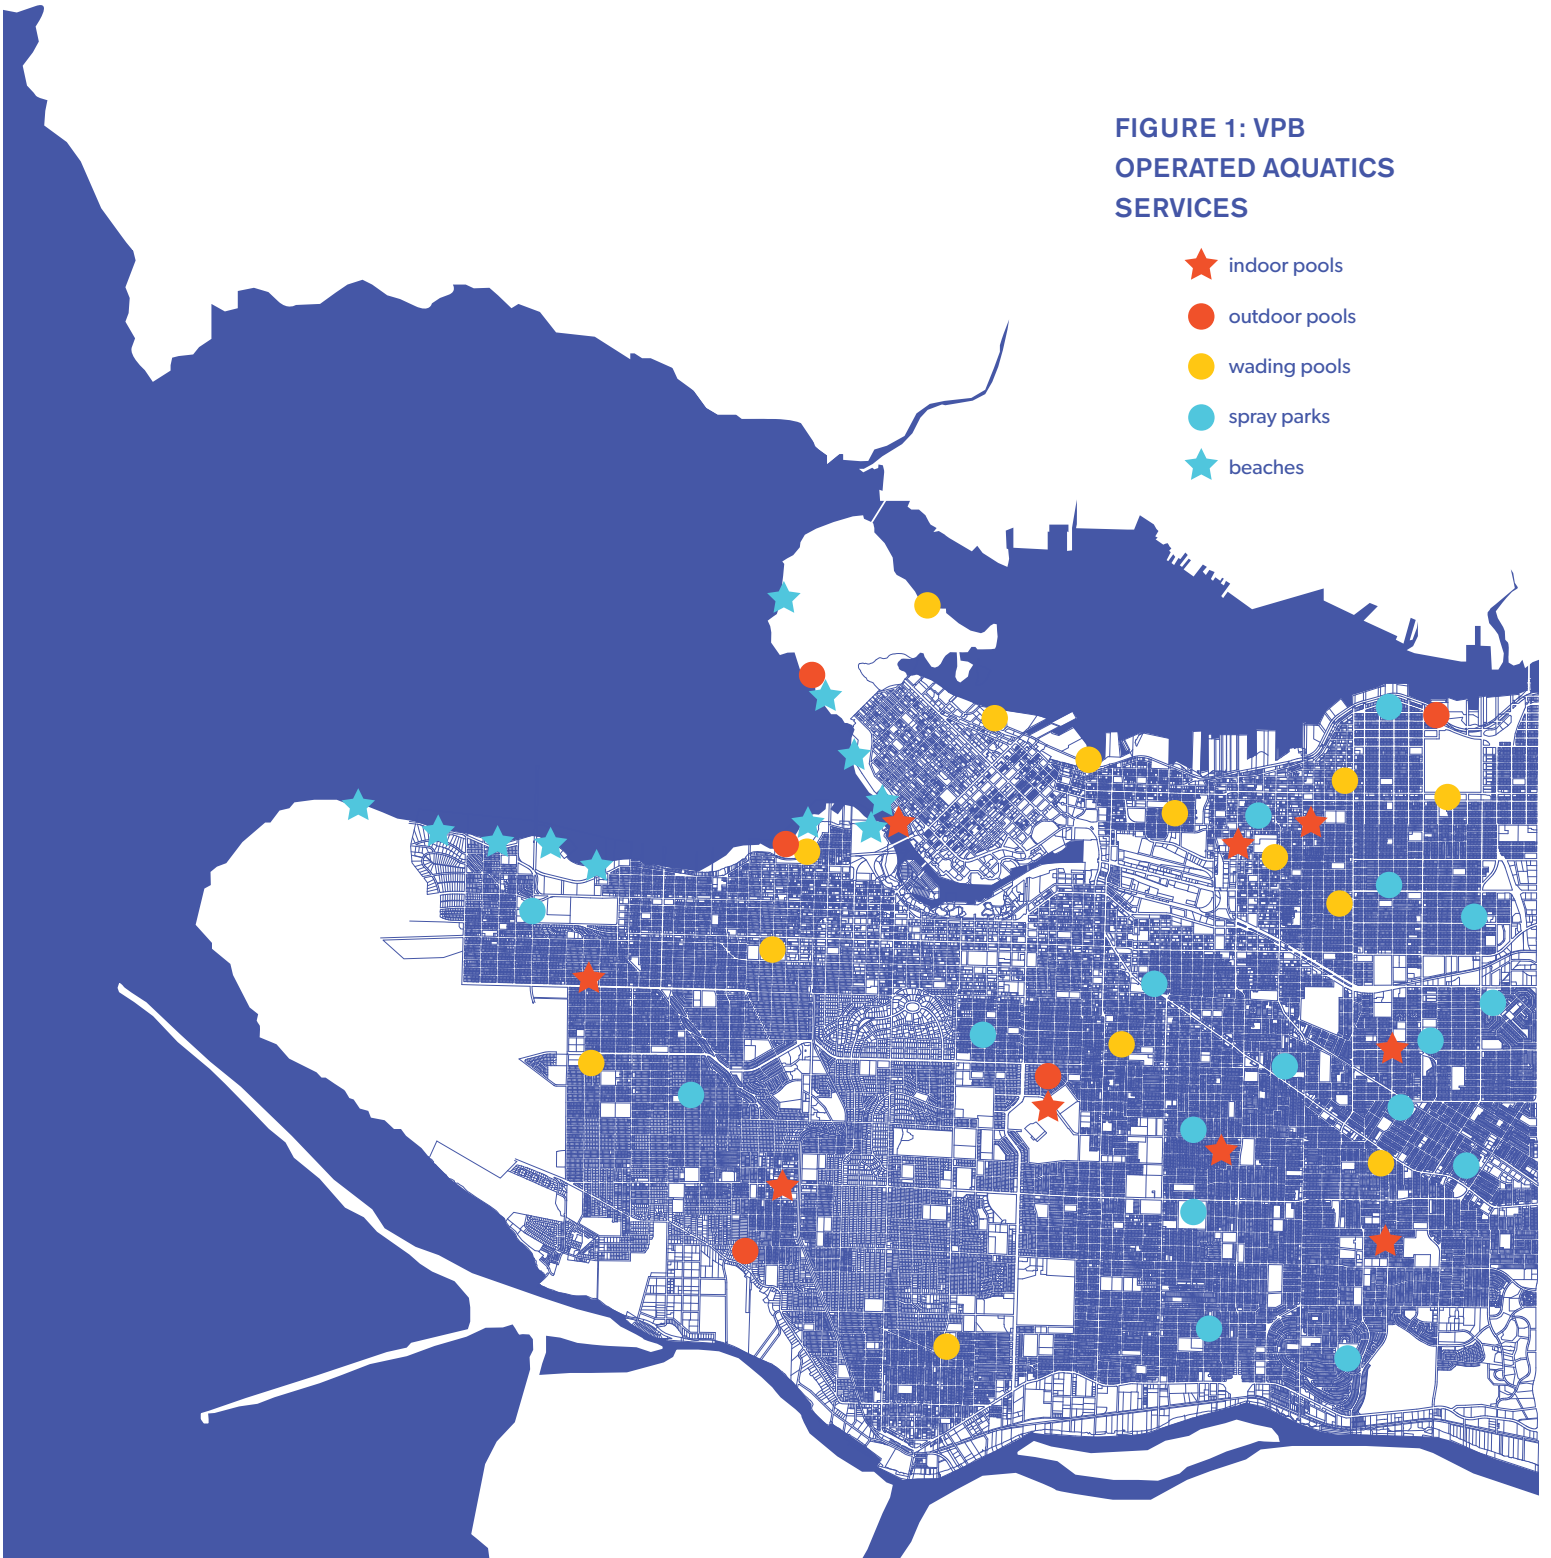 FIGURE 1: VPB
OPERATED AQUATICS
SERVICES
indoor pools
outdoor pools
wading pools
spray parks
beaches